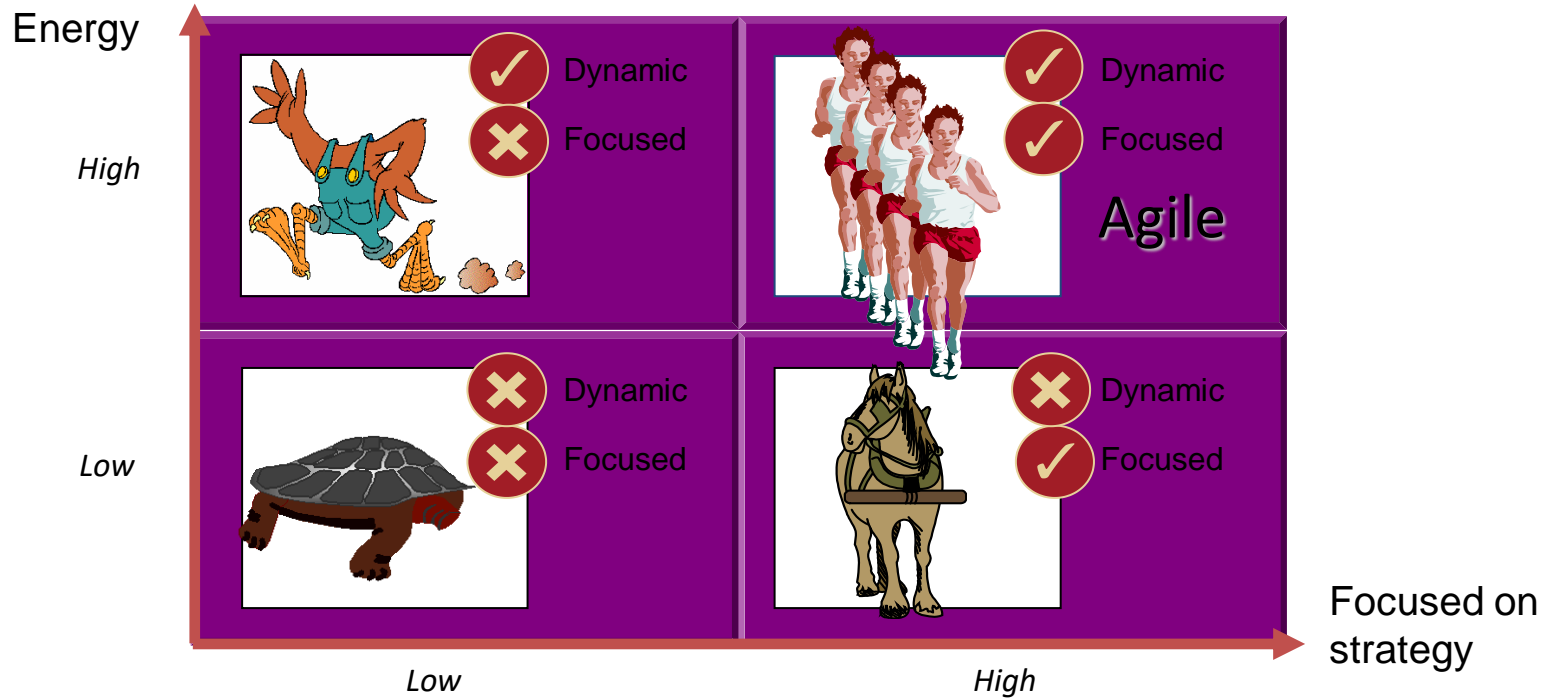 Energy
Dynamic
Dynamic
Focused
Focused
High
Agile
Dynamic
Dynamic
Focused
Focused
Low
Focused on
strategy
Low
High